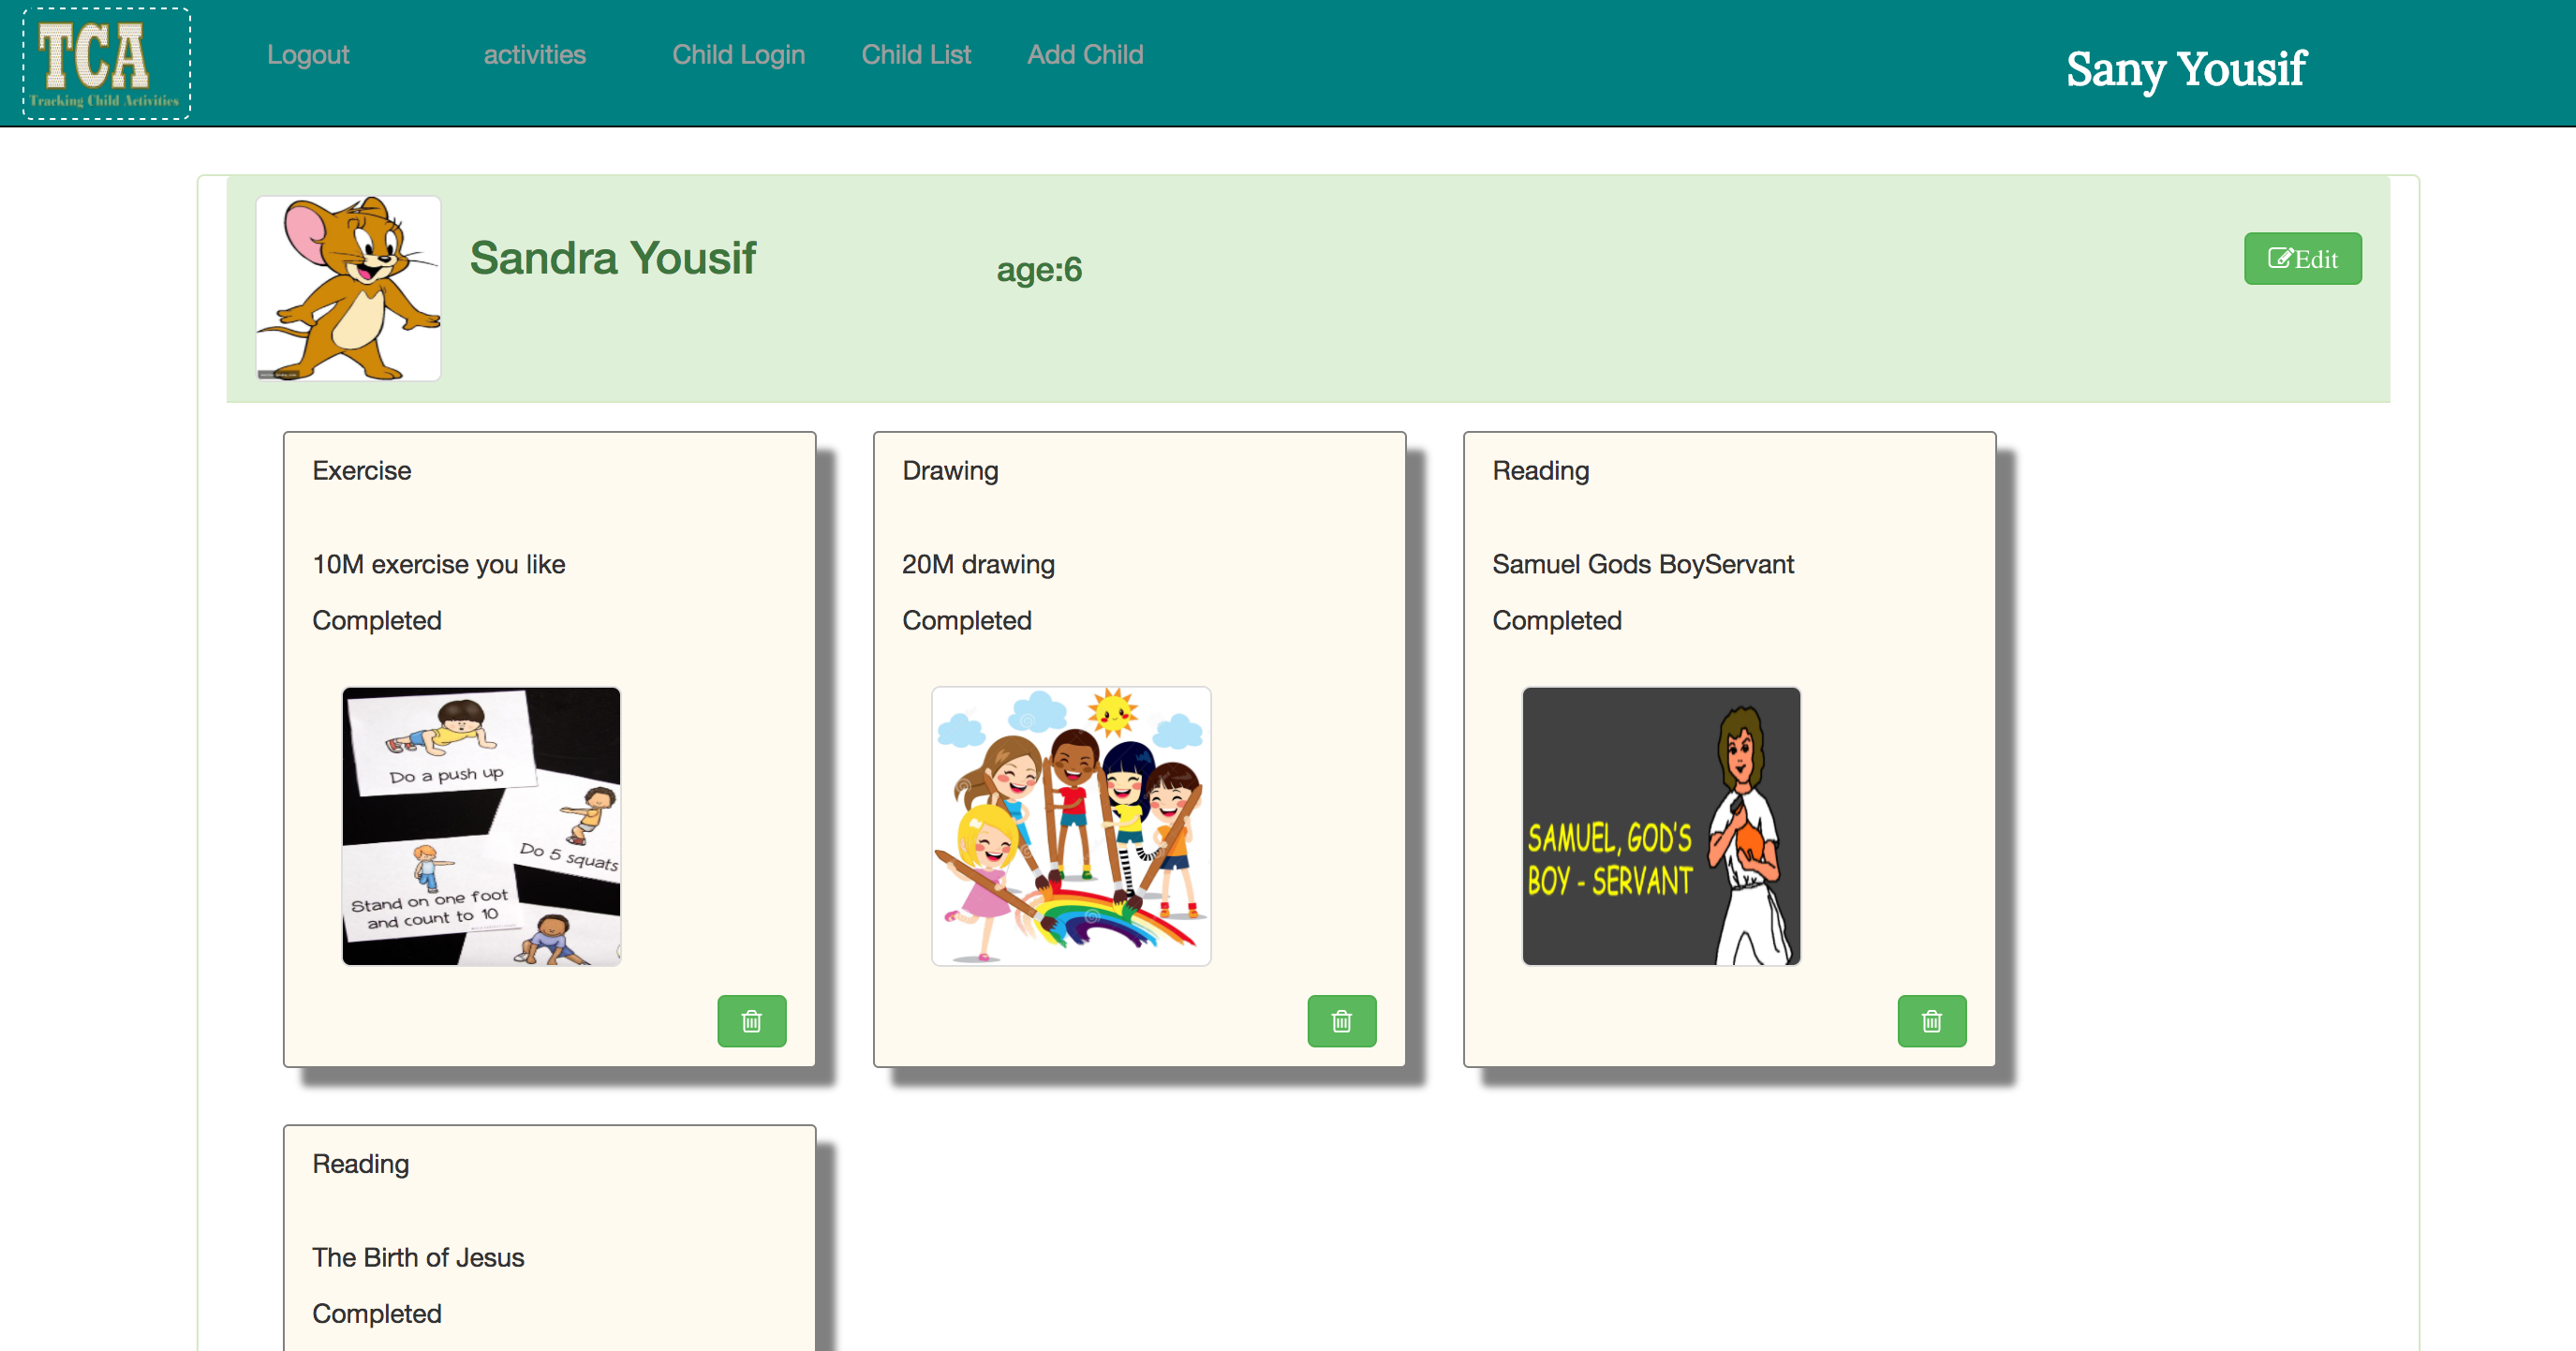 TCA
Tracking Child Activities
Logout
activities
Child Login
Child List
Add Child
Sany Yousif
Sandra Yousif
age:6
Edit
Exercise
10M exercise you like
Completed
Do a push up
Do 5 squats
Stand on one foot
and count to 10
Drawing
20M drawing
Completed
Reading
Samuel Gods BoyServant
Completed
SAMUEL, GOD'S
BOY - SERVANT
Reading
The Birth of Jesus
Completed